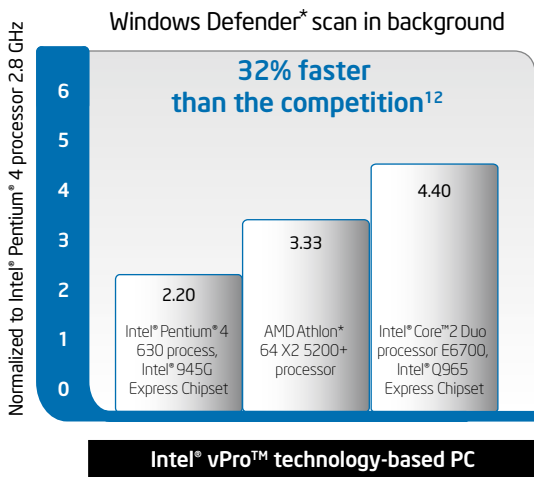 Windows Defender* scan in background
Normalized to Intel® Pentium® 4 processor 2.8 GHz
32% faster
than the competition¹²
6
5
4
3
2
1
0
2.20
Intel® Pentium® 4
630 process,
Intel® 945G
Express Chipset
3.33
AMD Athlon*
64 X2 5200+
processor
4.40
Intel® Core™2 Duo
processor E6700,
Intel® Q965
Express Chipset
Intel® vPro™ technology-based PC